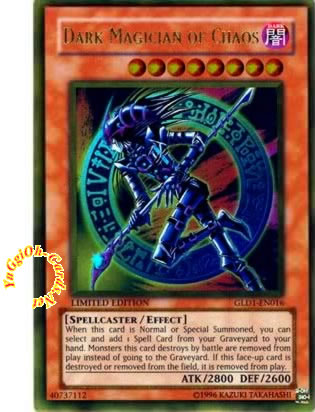 DARK MAGICIAN OF CHAOS
DARK
闇
LIMITED EDITION
GLD1-EN016
[SPELLCASTER / EFFECT]
When this card is Normal or Special Summoned, you can
select and 1 Spell Card from your Graveyard to your
hand. Monsters this card destroys by battle are removed from
play instead of going to the Graveyard. If this face-up card is
destroyed or removed from the field, it is removed from play.
ATK/2800 DEF/2600
40737112
©1996 KAZUKI TAKAHASHI
YuGgiOh-Cards.Net